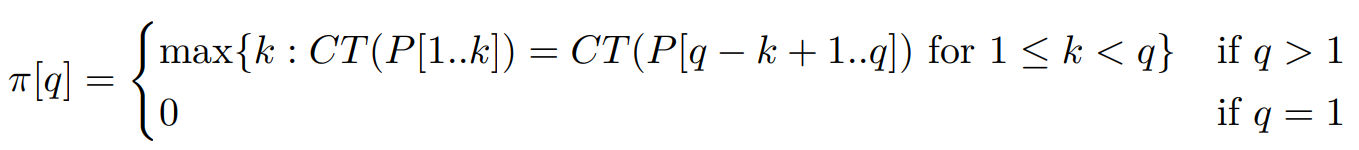 π[q] = { max{k : CT(P[1..k]) = CT(P[q − k + 1..q]) for 1 ≤ k < q} if q > 1
0 if q = 1